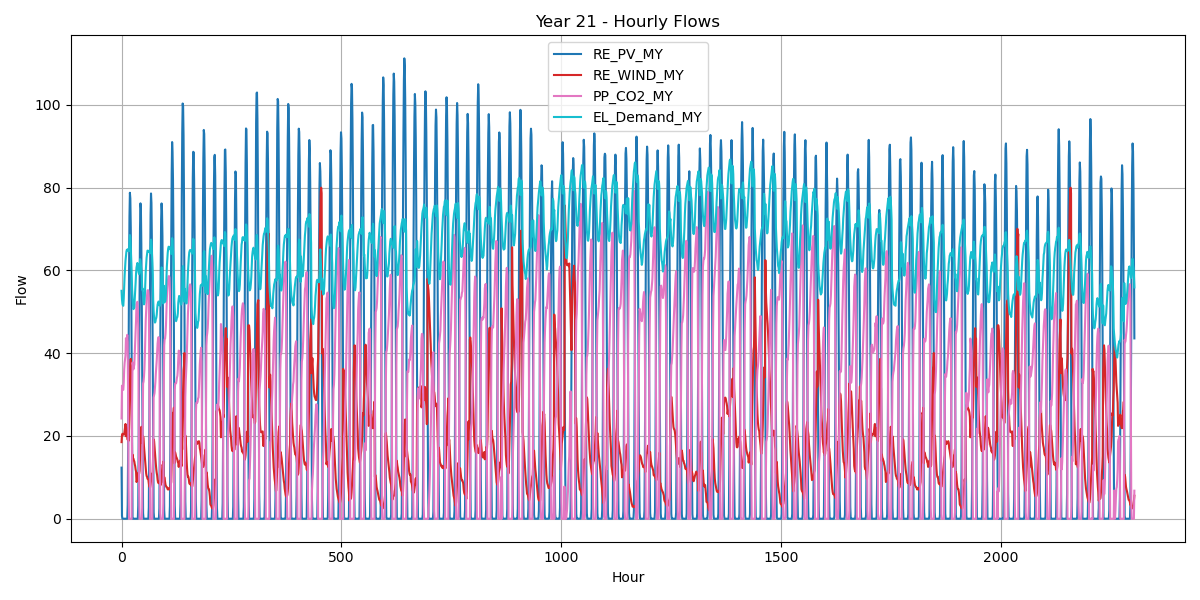 Year 21 - Hourly Flows
RE_PV_MY
RE_WIND_MY
PP_CO2_MY
EL_Demand_MY
Flow
100
80
60
40
20
0
0 500 1000 1500 2000
Hour